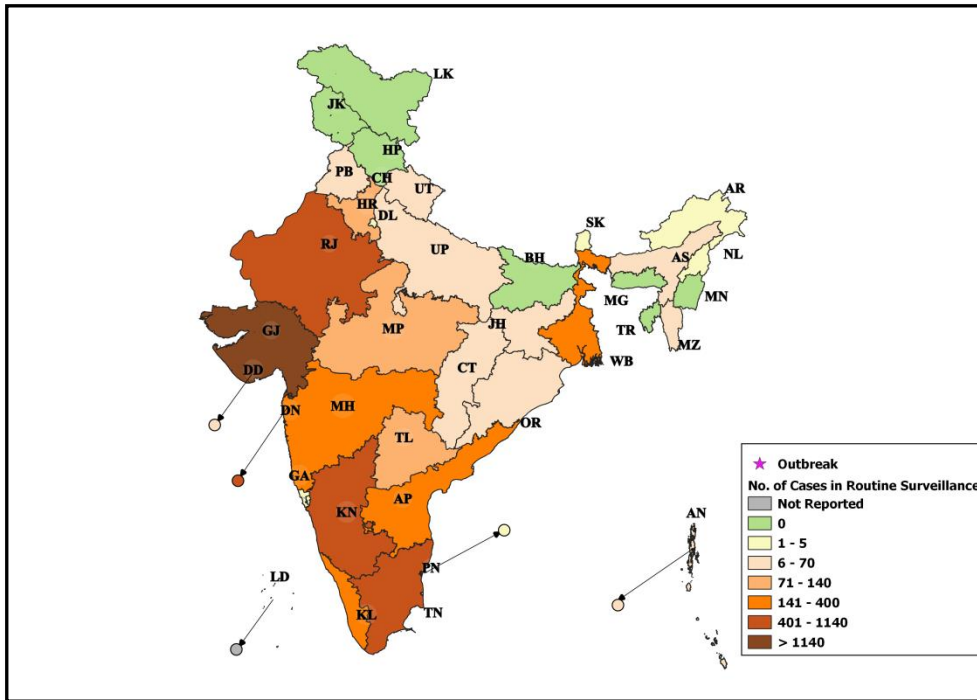 LK
JK
HP
PB
CH
UT
HR
DL
AR
SK
RJ
UP
BH
AS
NL
MG
MN
GJ
MP
JH
TR
MZ
WB
CT
DD
DN
MH
OR
TL
GA
AP
KN
AN
PN
LD
KL
TN
Outbreak
No. of Cases in Routine Surveillance
Not Reported
0
1 - 5
6 - 70
71 - 140
141 - 400
401 - 1140
> 1140